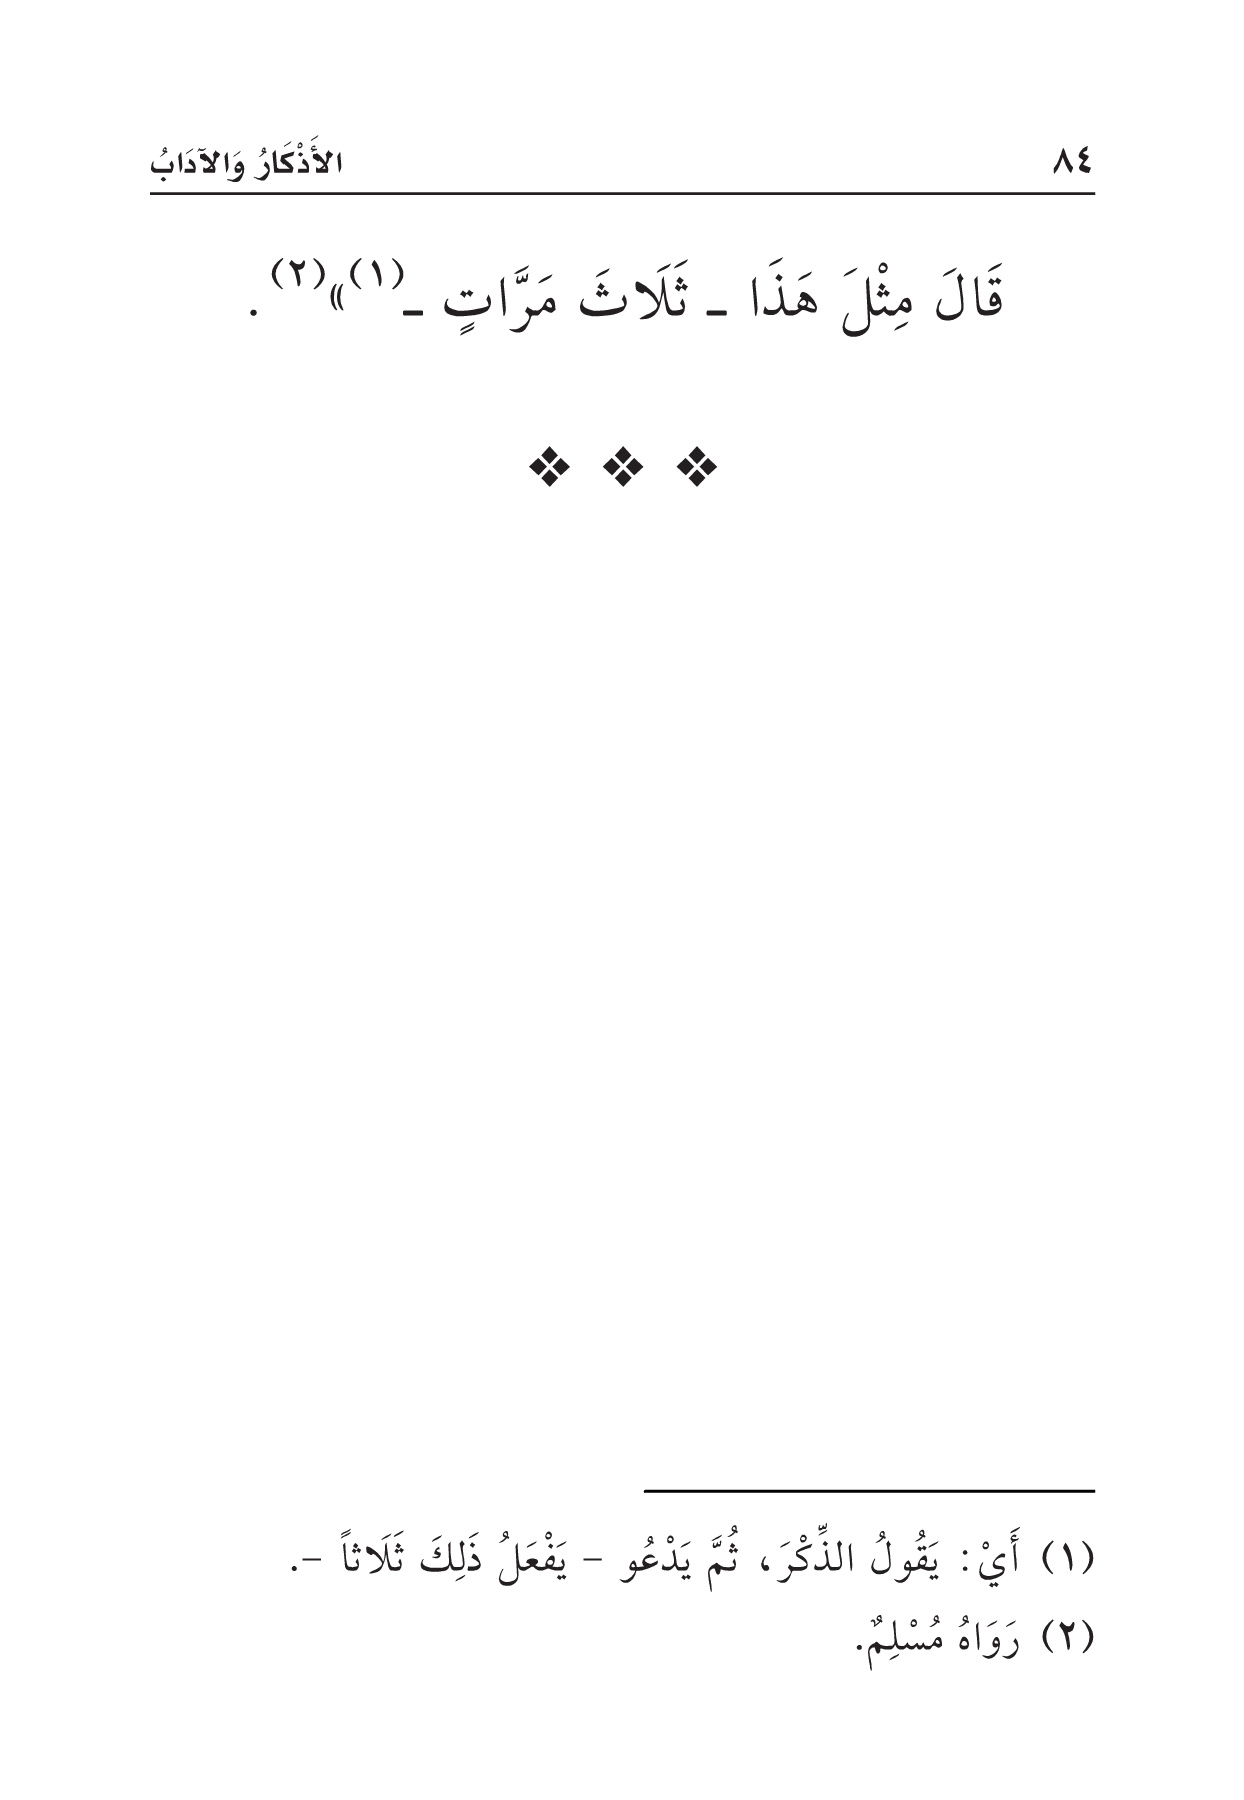 ٨٤ الأَذْكَارُ وَالآدَابُ
قَالَ مِثْلَ هَذَا ـ ثَلَاثَ مَرَّاتٍ ـ(١)»(٢).
(١) أَيْ: يَقُولُ الذِّكْرَ، ثُمَّ يَدْعُو – يَفْعَلُ ذَلِكَ ثَلَاثاً –.
(٢) رَوَاهُ مُسْلِمٌ.